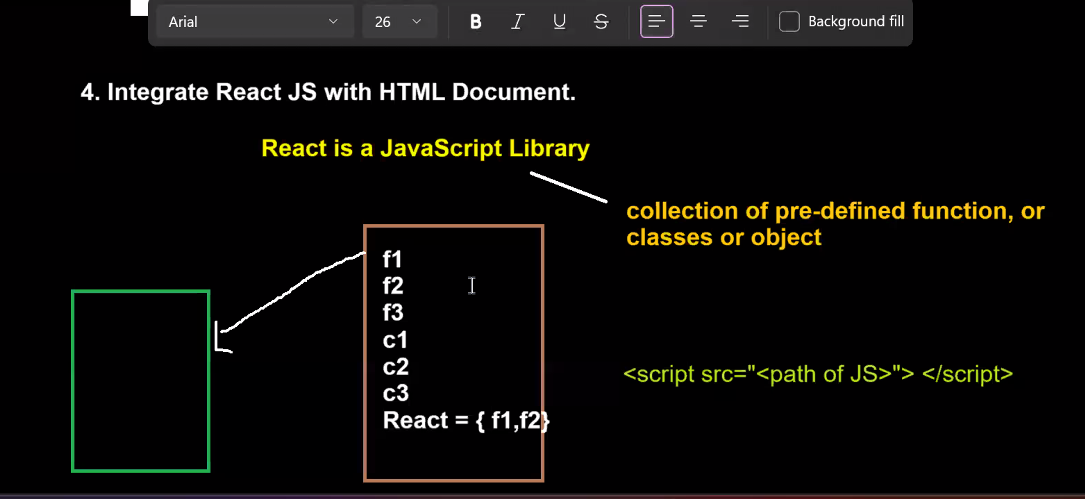 Arial
26
B I U S
Background fill
4. Integrate React JS with HTML Document.
React is a JavaScript Library
collection of pre-defined function, or
classes or object
f1
f2
f3
c1
c2
c3
React = { f1,f2}
<script src="<path of JS>"> </script>